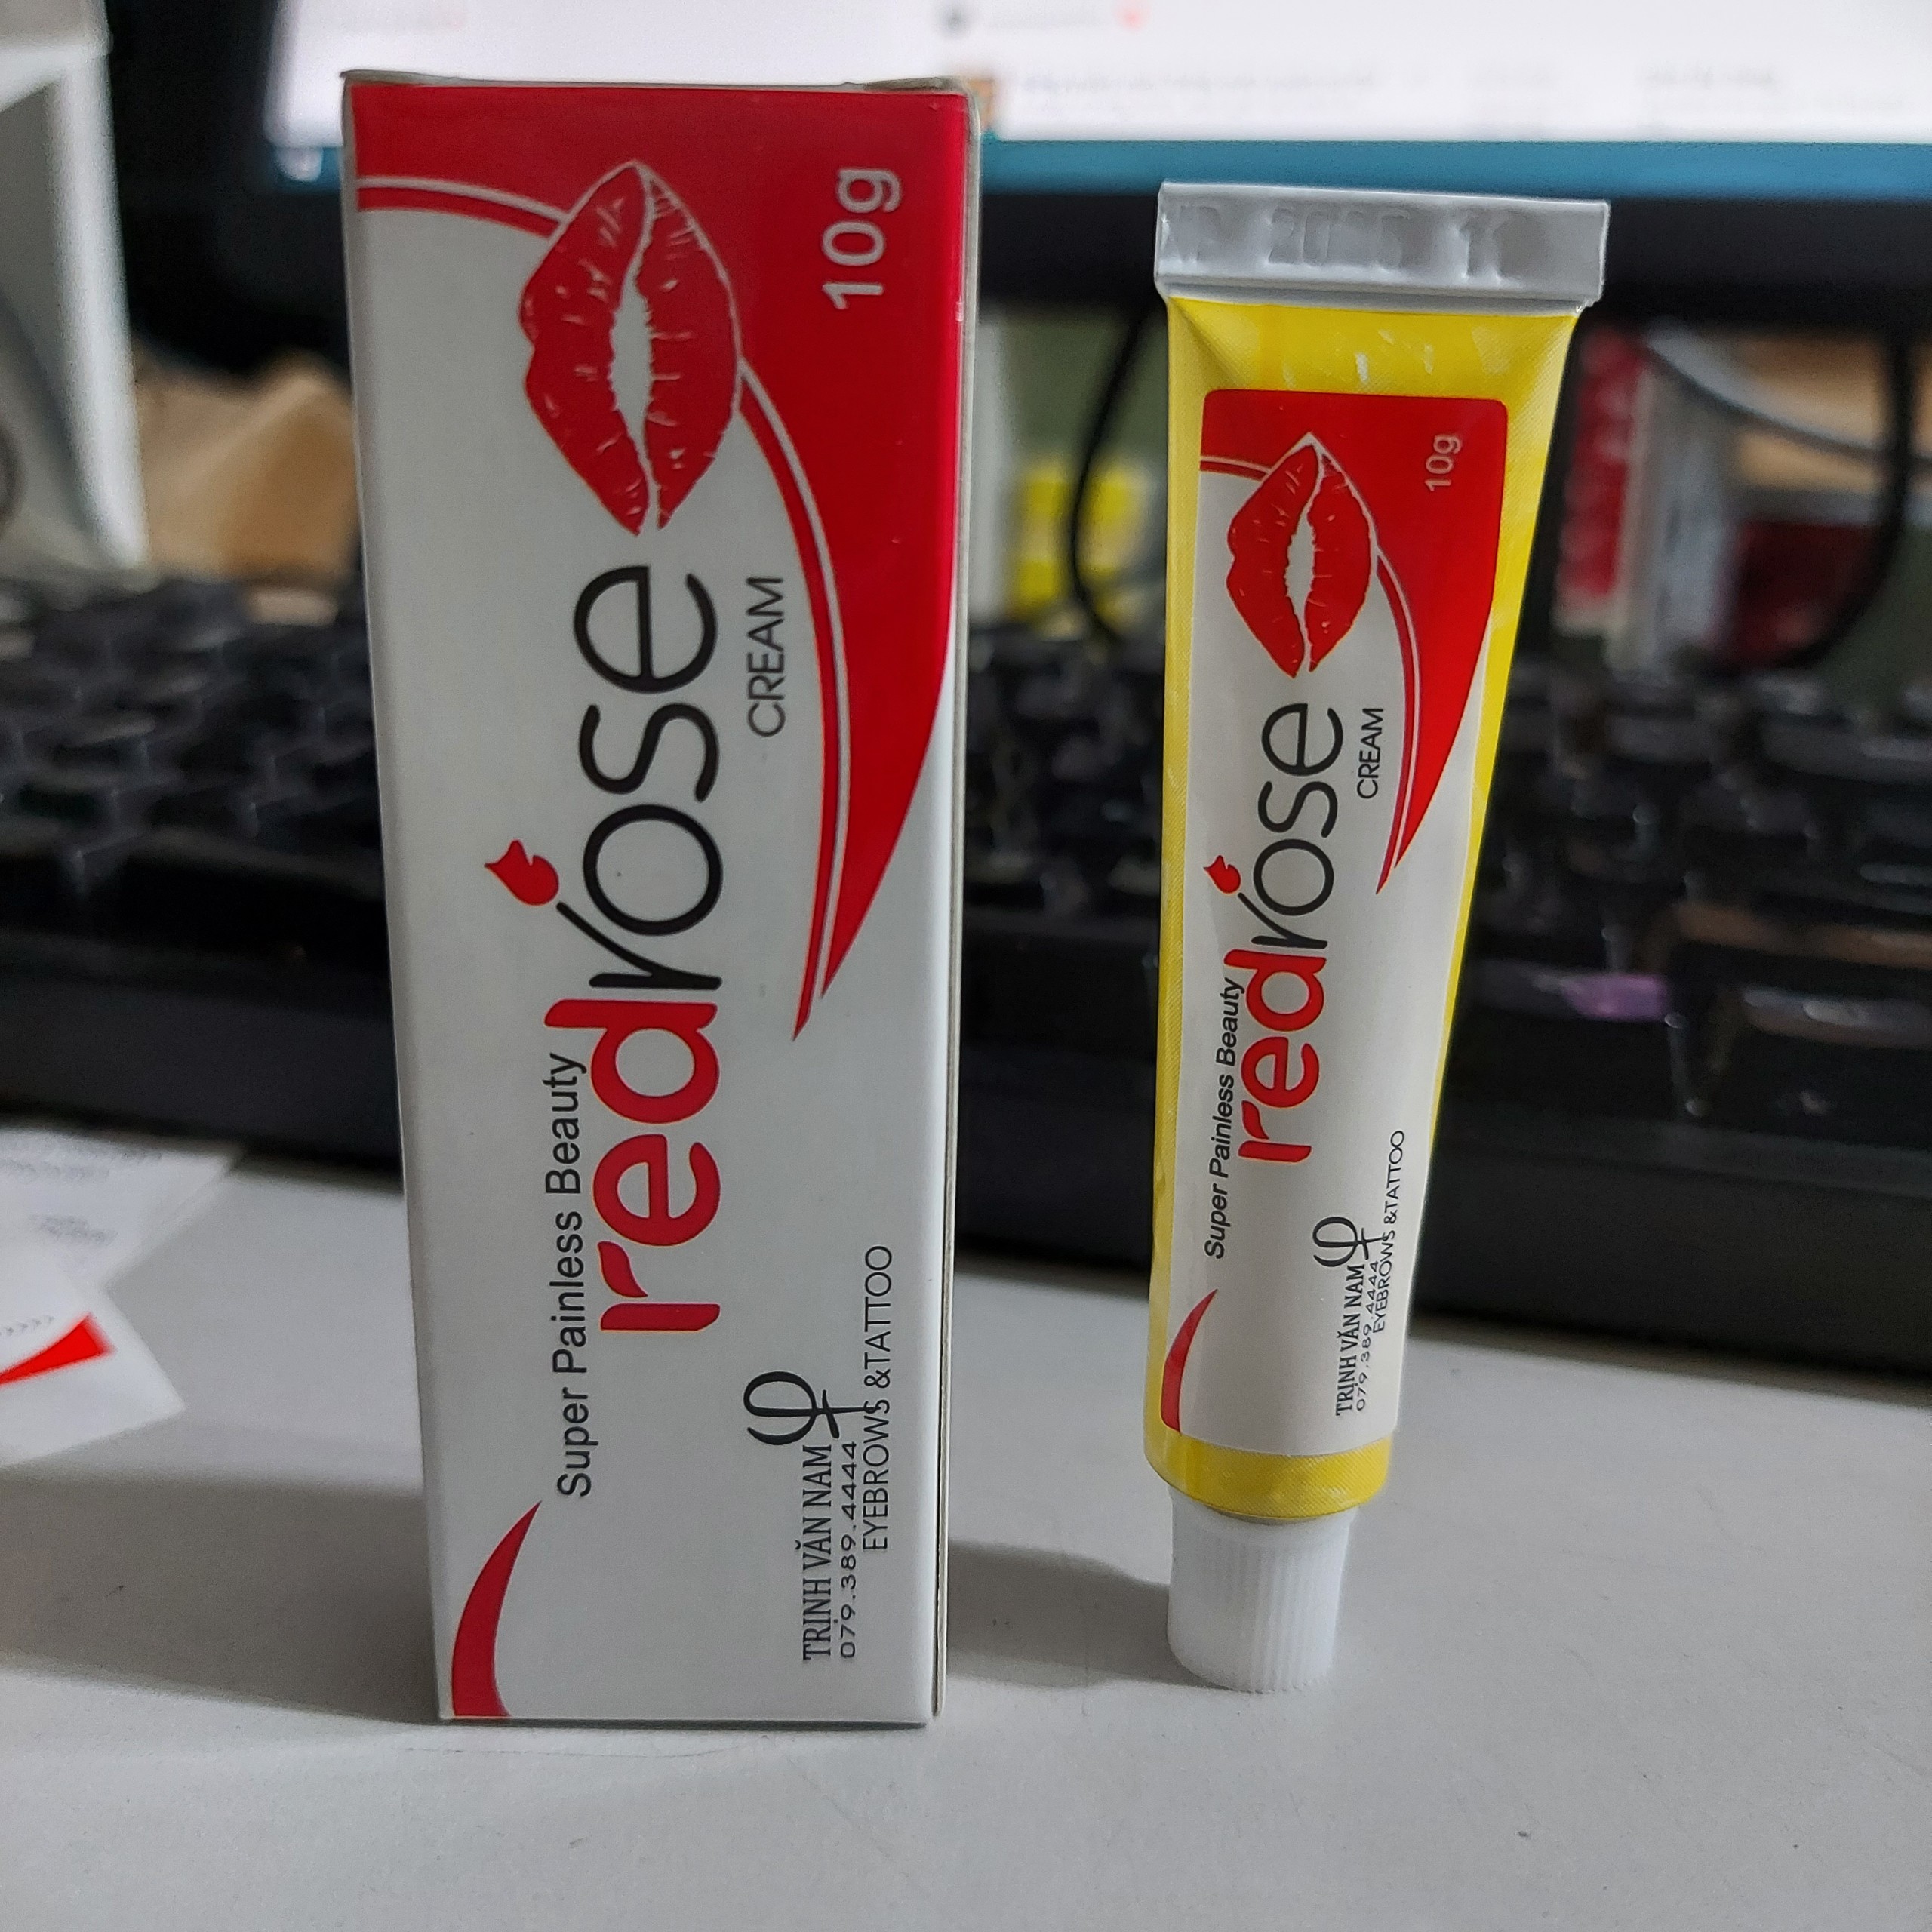 Super Painless Beauty
redrose
CREAM
10g
TRỊNH VĂN NAM
079.389.4444
EYEBROWS &TATTOO
Super Painless Beauty
redrose
CREAM
10g
TRỊNH VĂN NAM
079.389.4444
EYEBROWS &TATTOO